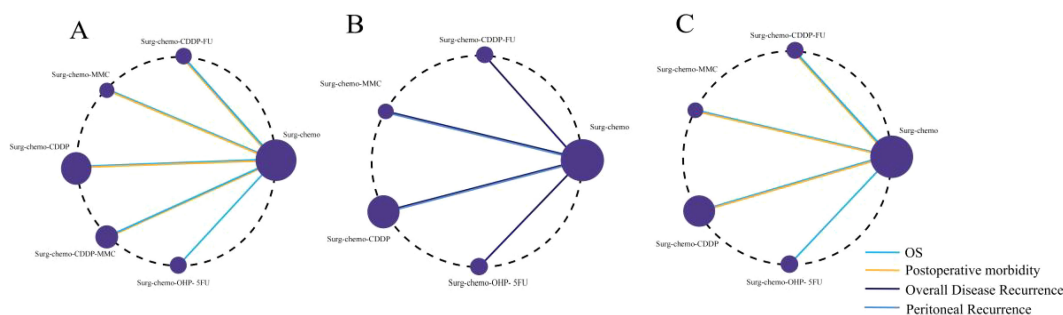 A
Surg-chemo-CDDP-FU
Surg-chemo-MMC
Surg-chemo
Surg-chemo-CDDP
Surg-chemo-CDDP-MMC
Surg-chemo-OHP- 5FU
B
Surg-chemo-CDDP-FU
Surg-chemo-MMC
Surg-chemo
Surg-chemo-CDDP
Surg-chemo-OHP- 5FU
C
Surg-chemo-CDDP-FU
Surg-chemo-MMC
Surg-chemo
Surg-chemo-CDDP
Surg-chemo-OHP- 5FU
OS
Postoperative morbidity
Overall Disease Recurrence
Peritoneal Recurrence